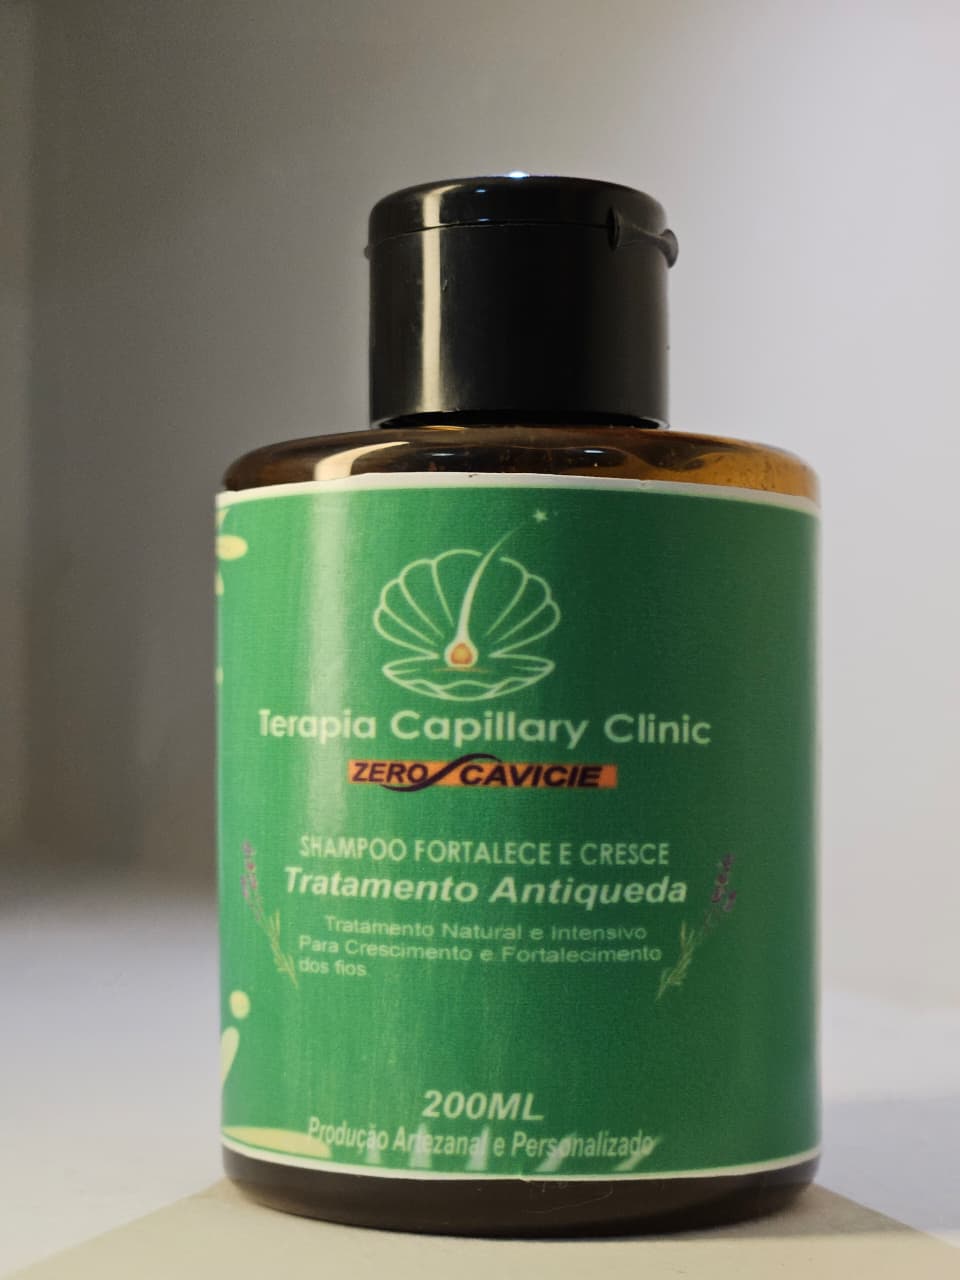 Terapia Capillary Clinic
ZERO CAVICIE
SHAMPOO FORTALECE E CRESCE
Tratamento Antiqueda
Tratamento Natural e Intensivo
Para Crescimento e Fortalecimento
dos fios
200ML
Produção Artezanal e Personalizado